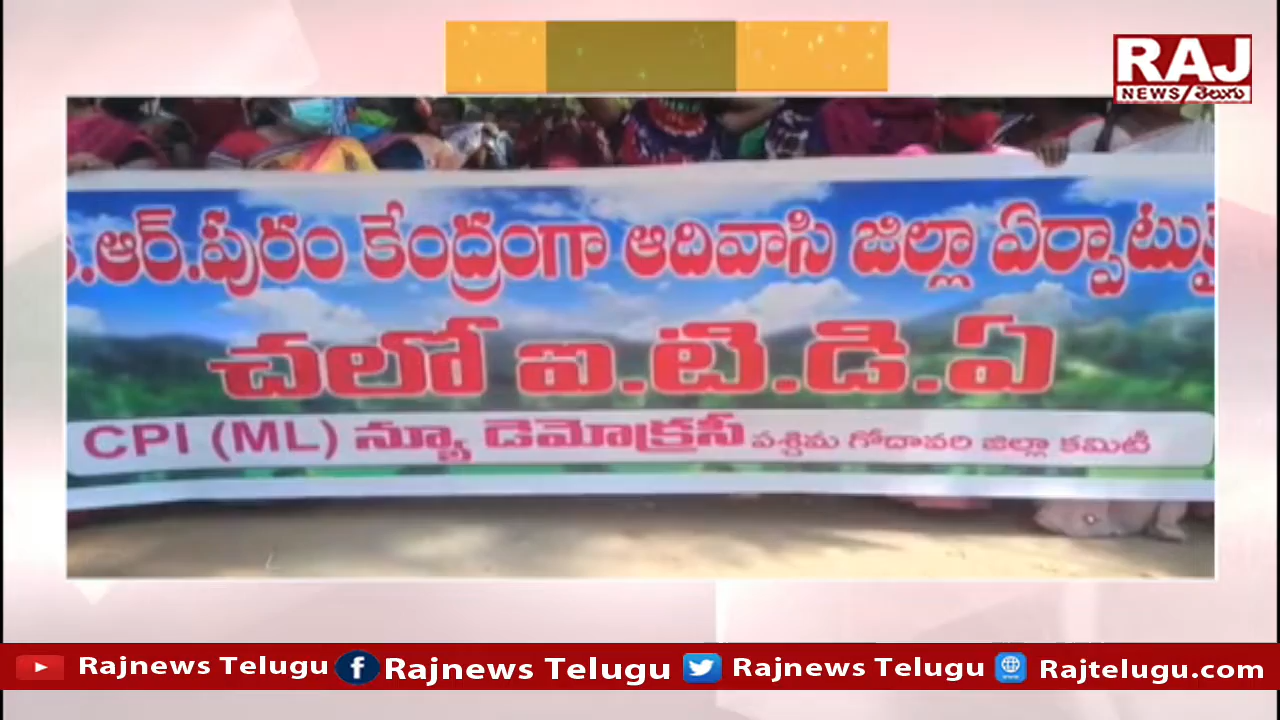 RAJ
NEWS తెలుగు
.ఆర్.పురం కేంద్రంగా ఆదివాసి జిల్లా ఏర్పాటుకై
చలో ఐ.టి.డి.ఏ
CPI (ML) న్యూ డెమోక్రసీ పశ్చిమ గోదావరి జిల్లా కమిటీ
Rajnews Telugu Rajnews Telugu Rajnews Telugu Rajtelugu.com